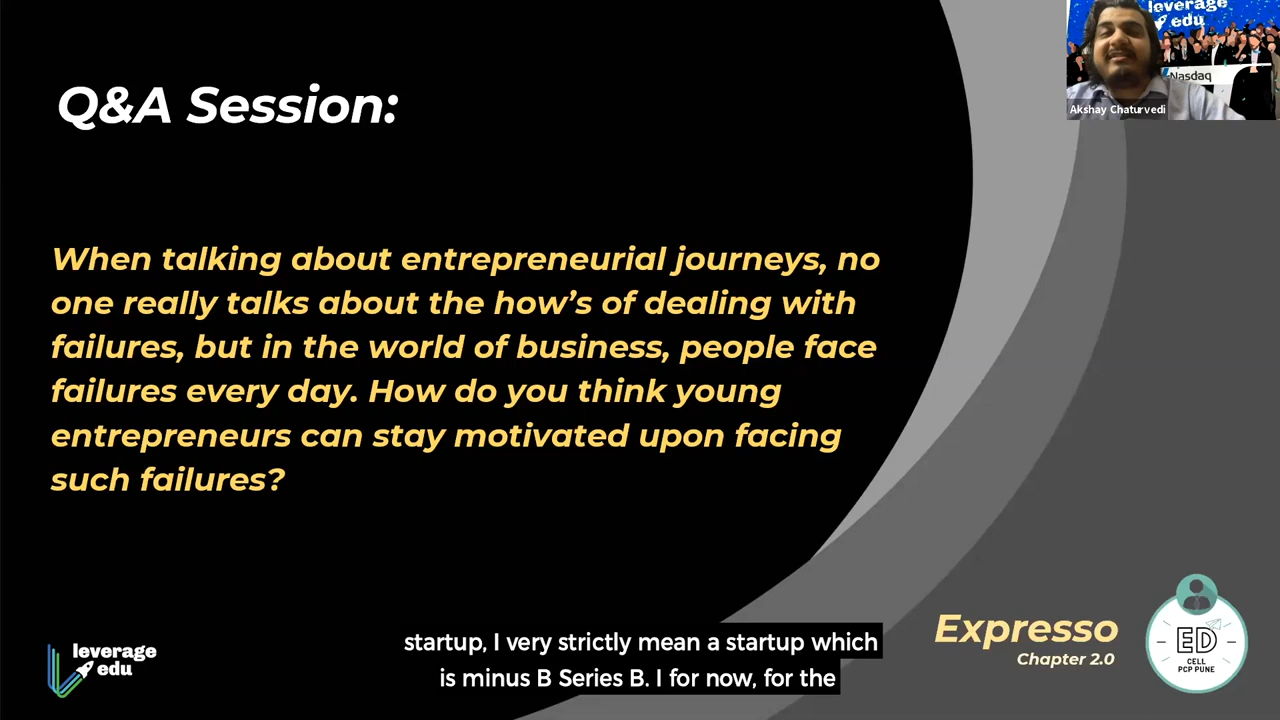 leverage
edu
Nasdaq
Akshay Chaturvedi
Q&A Session:
When talking about entrepreneurial journeys, no
one really talks about the how’s of dealing with
failures, but in the world of business, people face
failures every day. How do you think young
entrepreneurs can stay motivated upon facing
such failures?
startup, I very strictly mean a startup which
is minus B Series B. I for now, for the
leverage
edu
Expresso
Chapter 2.0
ED
CELL
PCP PUNE